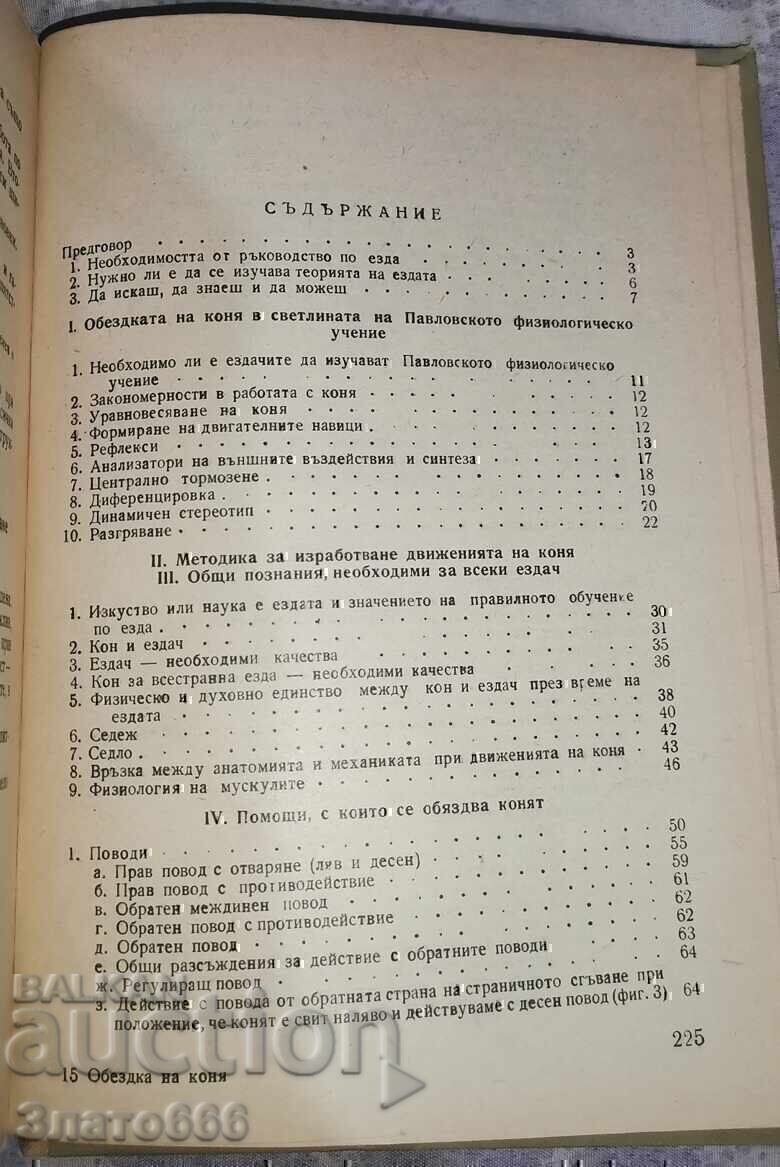 СЪДЪРЖАНИЕ
Предговор 3
1. Необходимостта от ръководство по езда 3
2. Нужно ли е да се изучава теорията на ездата 6
3. Да искаш, да знаеш и да можеш 7
I. Обездката на коня в светлината на Павловското физиологическо
учение
1. Необходимо ли е ездачите да изучават Павловското физиологическо
учение 11
2. Закономерности в работата с коня 12
3. Уравновесяване на коня 12
4. Формиране на двигателните навици 12
5. Рефлекси 13
6. Анализатори на външните въздействия и синтеза 17
7. Централно тормозене 18
8. Диференцировка 19
9. Динамичен стереотип 20
10. Разгряване 22
II. Методика за изработване движенията на коня
III. Общи познания, необходими за всеки ездач
1. Изкуство или наука е ездата и значението на правилното обучение
по езда 30
2. Кон и ездач 31
3. Ездач — необходими качества 35
4. Кон за всестранна езда — необходими качества 36
5. Физическо и духовно единство между кон и ездач през време на
ездата 38
6. Седеж 40
7. Седло 42
8. Връзка между анатомията и механиката при движенията на коня 43
9. Физиология на мускулите 46
IV. Помощи, с които се обяздва конят
1. Поводи 50
а. Прав повод с отваряне (ляв и десен) 55
б. Прав повод с противодействие 59
в. Обратен междинен повод 61
г. Обратен повод с противодействие 62
д. Обратен повод 62
е. Общи разсъждения за действие с обратните поводи 63
ж. Регулиращ повод 64
з. Действие с повода от обратната страна на страничното сгъване при
положение, че конят е свит наляво и действуваме с десен повод (фиг. 3) 64
225
15 Обездка на коня
BALKAN
auction
Злато666